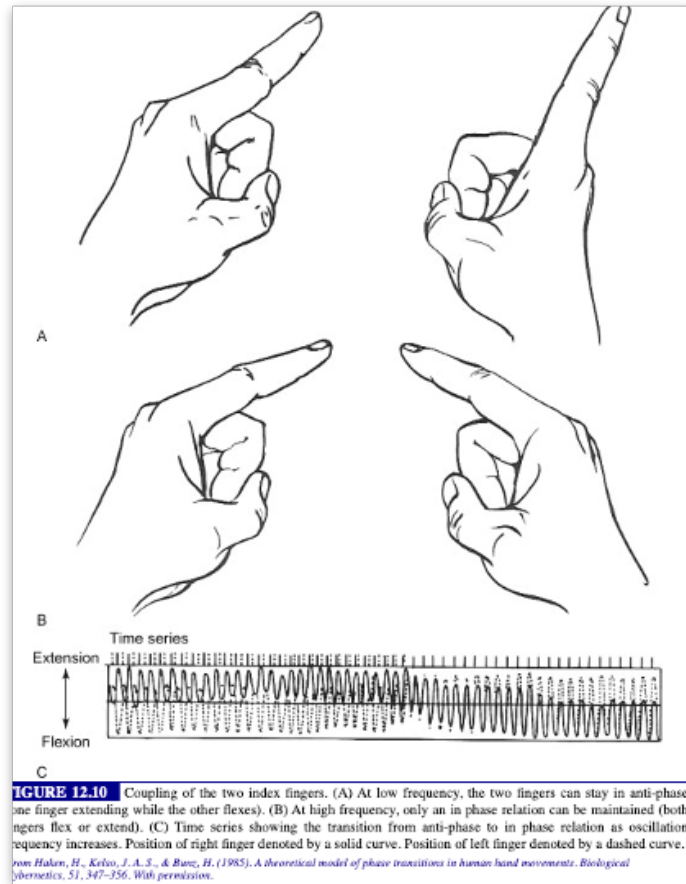 A
B
Time series
Extension
Flexion
C
FIGURE 12.10 Coupling of the two index fingers. (A) At low frequency, the two fingers can stay in anti-phase
one finger extending while the other flexes). (B) At high frequency, only an in phase relation can be maintained (both
ngers flex or extend). (C) Time series showing the transition from anti-phase to in phase relation as oscillation
requency increases. Position of right finger denoted by a solid curve. Position of left finger denoted by a dashed curve.
rom Haken, H., Kelso, J. A. S., & Bunz, H. (1985). A theoretical model of phase transitions in human hand movements. Biological
ybernetics, 51, 347–356. With permission.